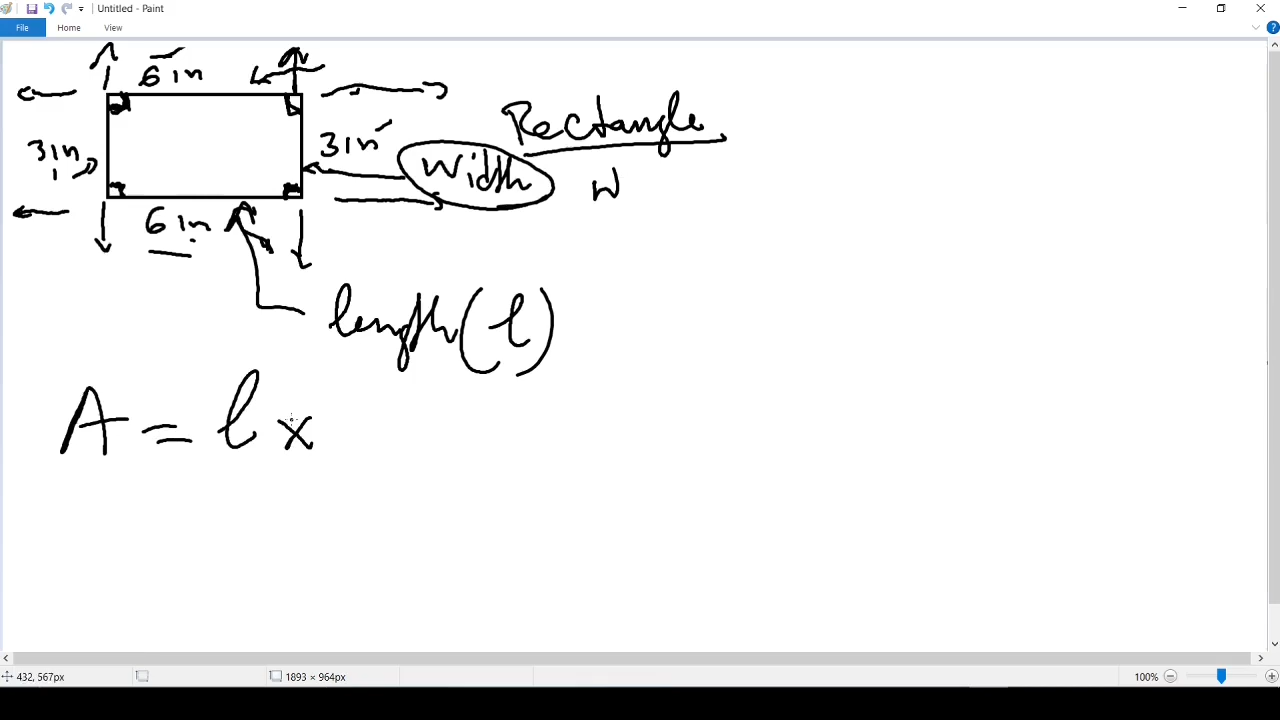 Untitled - Paint
File Home View
6 in
3 in
3 in
Rectangle
Width
W
6 in
length (l)
A = l x
432, 567px
1893 × 964px
100%